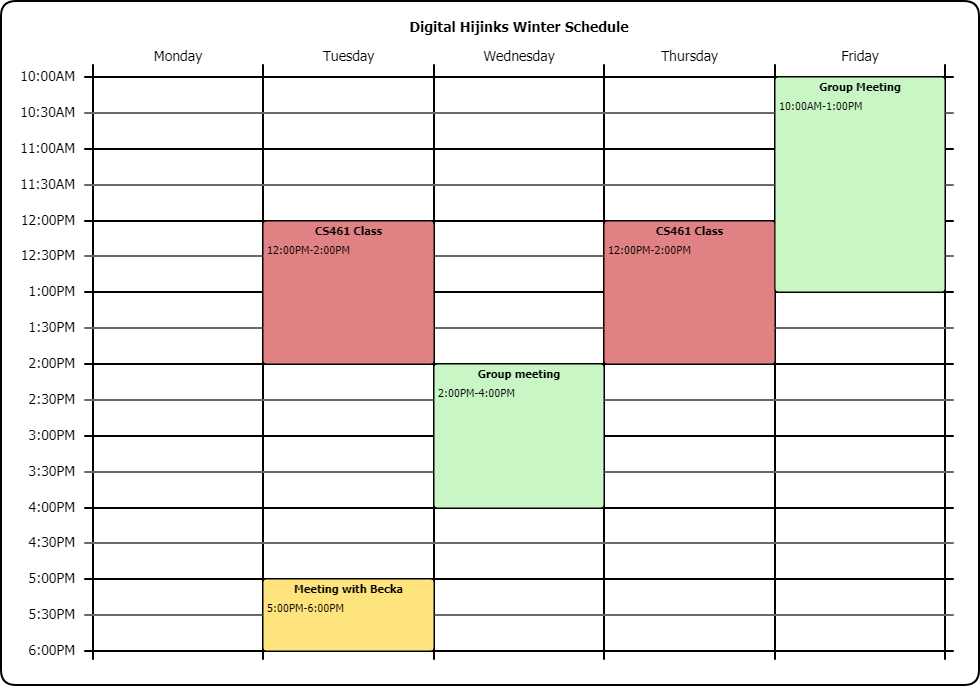 Digital Hijinks Winter Schedule
Monday Tuesday Wednesday Thursday Friday
10:00AM
Group Meeting
10:00AM-1:00PM
10:30AM
11:00AM
11:30AM
12:00PM
CS461 Class
12:00PM-2:00PM
CS461 Class
12:00PM-2:00PM
12:30PM
1:00PM
1:30PM
2:00PM
Group meeting
2:00PM-4:00PM
2:30PM
3:00PM
3:30PM
4:00PM
4:30PM
5:00PM
Meeting with Becka
5:00PM-6:00PM
5:30PM
6:00PM